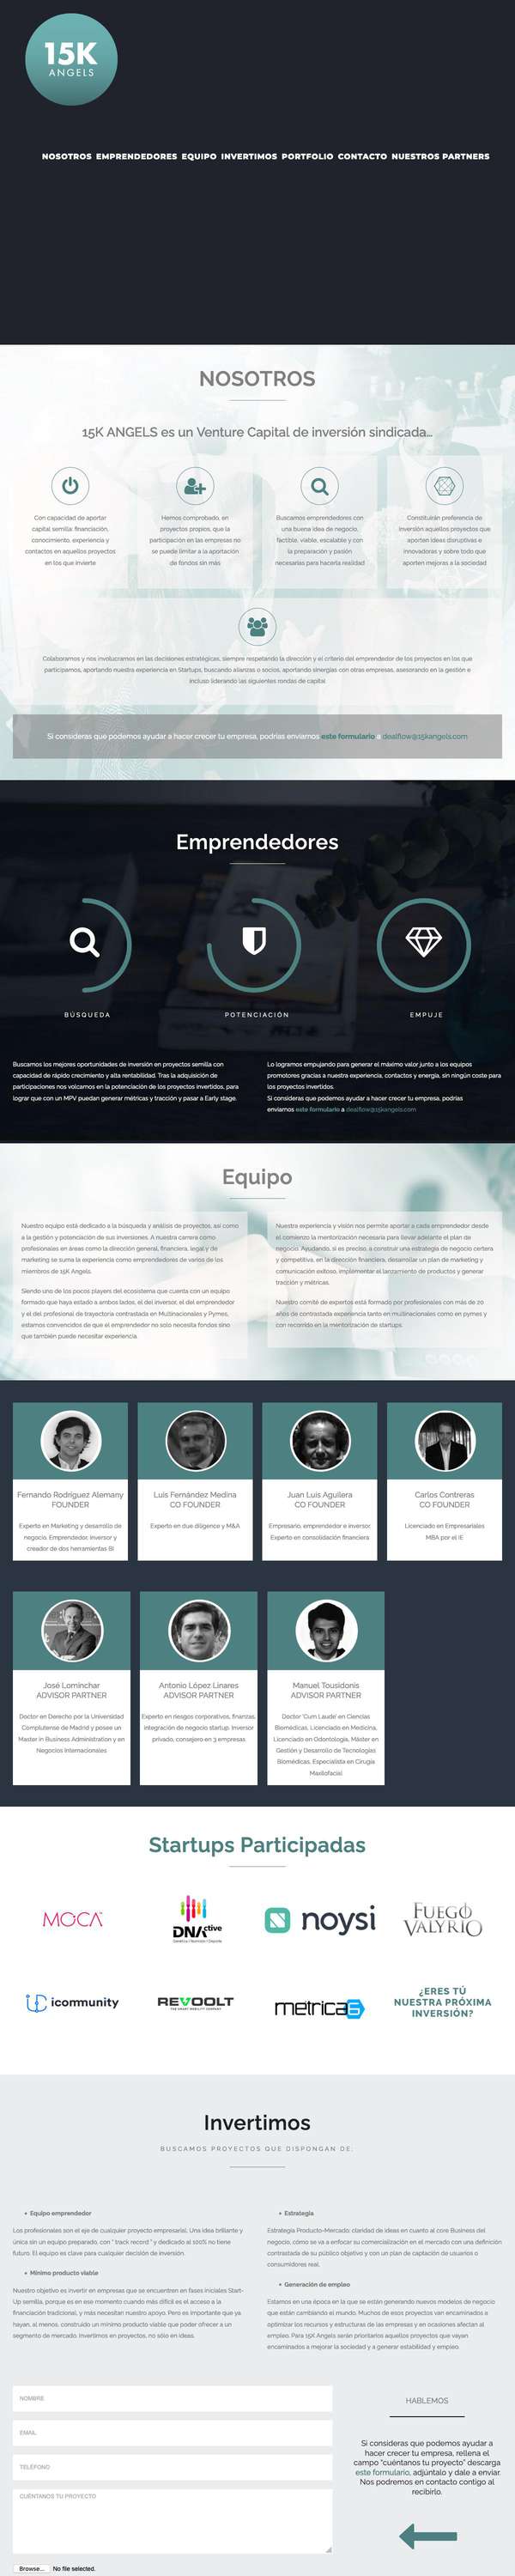 15K
ANGELS
NOSOTROS EMPRENDEDORES EQUIPO INVERTIMOS PORTFOLIO CONTACTO NUESTROS PARTNERS
NOSOTROS
15K ANGELS es un Venture Capital de inversión sindicada...
Con capacidad de aportar
capital semilla: financiación,
conocimiento, experiencia y
contactos en aquellos proyectos
en los que invierte
Hemos comprobado, en
proyectos propios, que la
participación en las empresas no
se puede limitar a la aportación
de fondos sin más
Buscamos emprendedores con
una buena idea de negocio,
factible, viable, escalable y con
la preparación y pasión
necesarias para hacerla realidad
Constituirán preferencia de
inversión aquellos proyectos que
aporten ideas disruptivas e
innovadoras y sobre todo que
aporten mejoras a la sociedad
Colaboramos y nos involucramos en las decisiones estratégicas, siempre respetando la dirección y el criterio del emprendedor de los proyectos en los que
participamos, aportando nuestra experiencia en Startups, buscando alianzas o socios, aportando sinergias con otras empresas, asesorando en la gestión e
incluso liderando las siguientes rondas de capital
Si consideras que podemos ayudar a hacer crecer tu empresa, podrías enviarnos este formulario a dealflow@15kangels.com
Emprendedores
BÚSQUEDA
POTENCIACIÓN
EMPUJE
Buscamos los mejores oportunidades de inversión en proyectos semilla con
capacidad de rápido crecimiento y alta rentabilidad. Tras la adquisición de
participaciones nos volcamos en la potenciación de los proyectos invertidos, para
lograr que con un MPV puedan generar métricas y tracción y pasar a Early stage.
Lo logramos empujando para generar el máximo valor junto a los equipos
promotores gracias a nuestra experiencia, contactos y energía, sin ningún coste para
los proyectos invertidos.
Si consideras que podemos ayudar a hacer crecer tu empresa, podrías
enviarnos este formulario a dealflow@15kangels.com
Equipo
Nuestro equipo está dedicado a la búsqueda y análisis de proyectos, así como
a la gestión y potenciación de sus inversiones. A nuestra carrera como
profesionales en áreas como la dirección general, financiera, legal y de
marketing se suma la experiencia como emprendedores de varios de los
miembros de 15K Angels.
Siendo uno de los pocos players del ecosistema que cuenta con un equipo
formado que haya estado a ambos lados, el del inversor, el del emprendedor
y el del profesional de trayectoria contrastada en Multinacionales y Pymes,
estamos convencidos de que el emprendedor no solo necesita fondos sino
que también puede necesitar experiencia.
Nuestra experiencia y visión nos permite aportar a cada emprendedor desde
el comienzo la mentorización necesaria para llevar adelante el plan de
negocio. Ayudando, si es preciso, a construir una estrategia de negocio certera
y competitiva, en la dirección financiera, desarrollar un plan de marketing y
comunicación exitoso, implementar el lanzamiento de productos y generar
tracción y métricas.
Nuestro comité de expertos está formado por profesionales con más de 20
años de contrastada experiencia tanto en multinacionales como en pymes y
con recorrido en la mentorización de startups.
Fernando Rodríguez Alemany
FOUNDER
Experto en Marketing y desarrollo de
negocio. Emprendedor, inversor y
creador de dos herramientas BI
Luis Fernández Medina
CO FOUNDER
Experto en due diligence y M&A
Juan Luis Aguilera
CO FOUNDER
Empresario, emprendedor e inversor.
Experto en consolidación financiera
Carlos Contreras
CO FOUNDER
Licenciado en Empresariales
MBA por el IE
José Lominchar
ADVISOR PARTNER
Doctor en Derecho por la Universidad
Complutense de Madrid y posee un
Master in Business Administration y en
Negocios Internacionales
Antonio López Linares
ADVISOR PARTNER
Experto en riesgos corporativos, finanzas,
integración de negocio startup. Inversor
privado, consejero en 3 empresas
Manuel Tousidonis
ADVISOR PARTNER
Doctor 'Cum Laude' en Ciencias
Biomédicas, Licenciado en Medicina,
Licenciado en Odontología, Máster en
Gestión y Desarrollo de Tecnologías
Biomédicas, Especialista en Cirugía
Maxilofacial
Startups Participadas
MOCA
DNActive
Genética | Nutrición | Deporte
noysi
FUEGO
VALYRIO
icommunity
REVOOLT
THE SMART MOBILITY COMPANY
metrica6
¿ERES TÚ
NUESTRA PRÓXIMA
INVERSIÓN?
Invertimos
BUSCAMOS PROYECTOS QUE DISPONGAN DE:
+ Equipo emprendedor
Los profesionales son el eje de cualquier proyecto empresarial. Una idea brillante y
única sin un equipo preparado, con " track record " y dedicado al 100% no tiene
futuro. El equipo es clave para cualquier decisión de inversión.
+ Mínimo producto viable
Nuestro objetivo es invertir en empresas que se encuentren en fases iniciales Start-
Up semilla, porque es en ese momento cuando más difícil es el acceso a la
financiación tradicional, y más necesitan nuestro apoyo. Pero es importante que ya
hayan, al menos, construido un mínimo producto viable que poder ofrecer a un
segmento de mercado. Invertimos en proyectos, no sólo en ideas.
+ Estrategia
Estrategia Producto-Mercado: claridad de ideas en cuanto al core Business del
negocio, cómo se va a enfocar su comercialización en el mercado con una definición
contrastada de su público objetivo y con un plan de captación de usuarios o
consumidores real.
+ Generación de empleo
Estamos en una época en la que se están generando nuevos modelos de negocio
que están cambiando el mundo. Muchos de esos proyectos van encaminados a
optimizar los recursos y estructuras de las empresas y en ocasiones afectan al
empleo. Para 15K Angels serán prioritarios aquellos proyectos que vayan
encaminados a mejorar la sociedad y a generar estabilidad y empleo.
NOMBRE
EMAIL
TELÉFONO
CUÉNTANOS TU PROYECTO
Browse... No file selected.
HABLEMOS
Si consideras que podemos ayudar a
hacer crecer tu empresa, rellena el
campo "cuéntanos tu proyecto" descarga
este formulario, adjúntalo y dale a enviar.
Nos podremos en contacto contigo al
recibirlo.